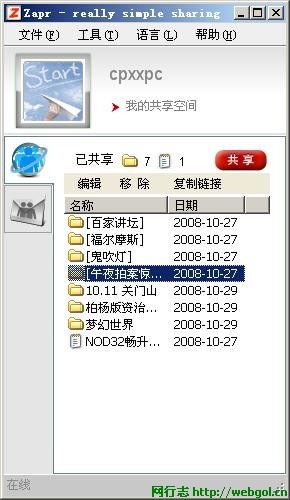 Zapr - really simple sharing
文件(F) 工具(T) 语言(L) 帮助(H)
Start
cpxxpc
我的共享空间
已共享 7 1 共享
编辑 移除 复制链接
名称 日期
[百家讲坛] 2008-10-27
[福尔摩斯] 2008-10-27
[鬼吹灯] 2008-10-27
[午夜拍案惊... 2008-10-27
10.11 关门山 2008-10-29
柏杨版资治... 2008-10-29
梦幻世界 2008-10-29
NOD32畅升... 2008-10-27
在线
网行志 http://webgol.cn